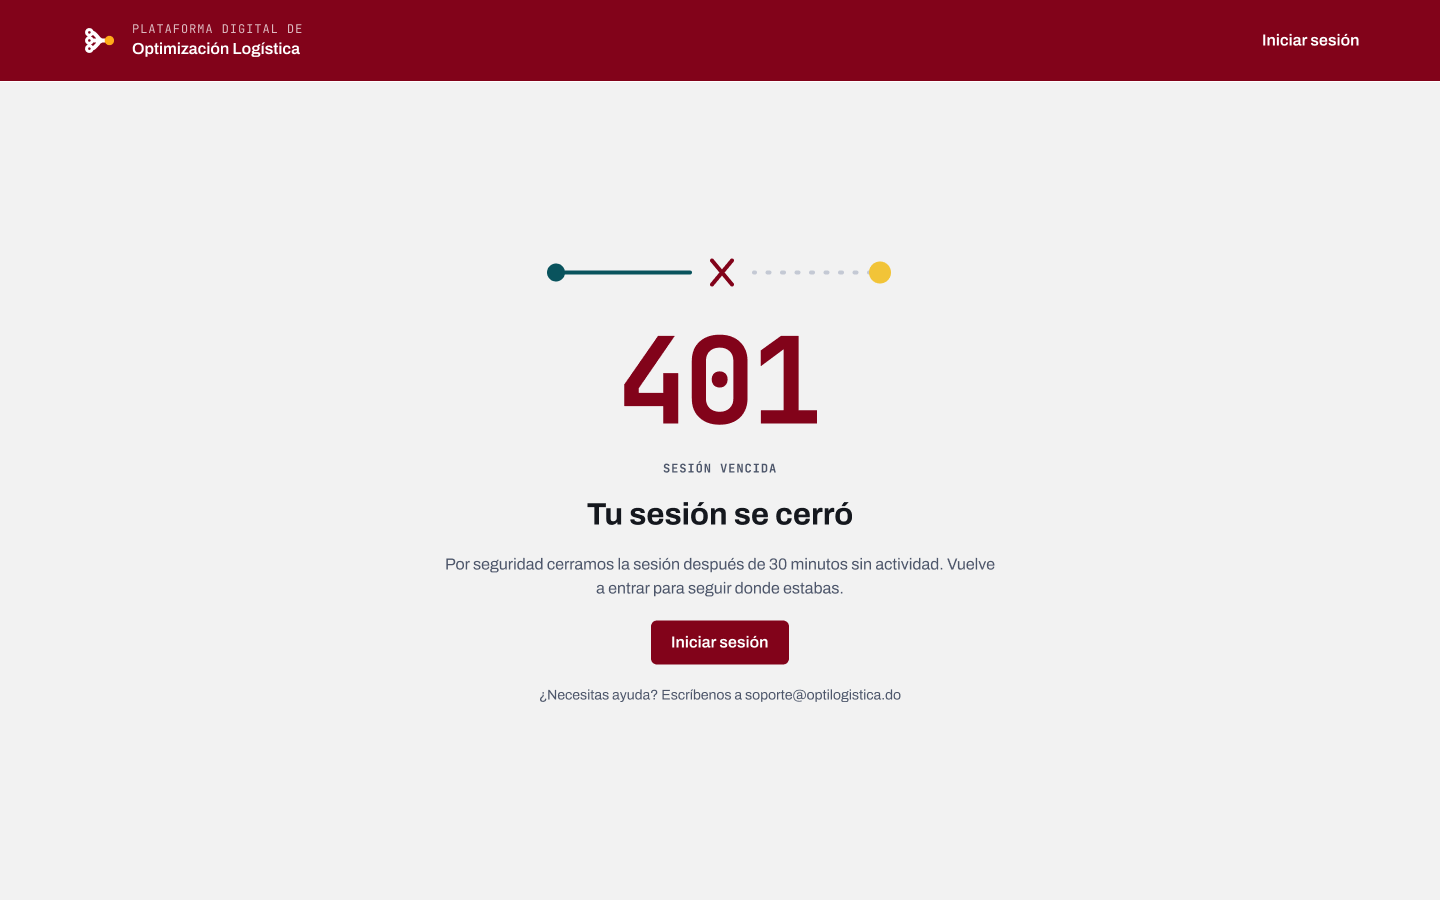 PLATAFORMA DIGITAL DE
Optimización Logística
Iniciar sesión
401
SESIÓN VENCIDA
Tu sesión se cerró
Por seguridad cerramos la sesión después de 30 minutos sin actividad. Vuelve
a entrar para seguir donde estabas.
Iniciar sesión
¿Necesitas ayuda? Escríbenos a soporte@optilogistica.do